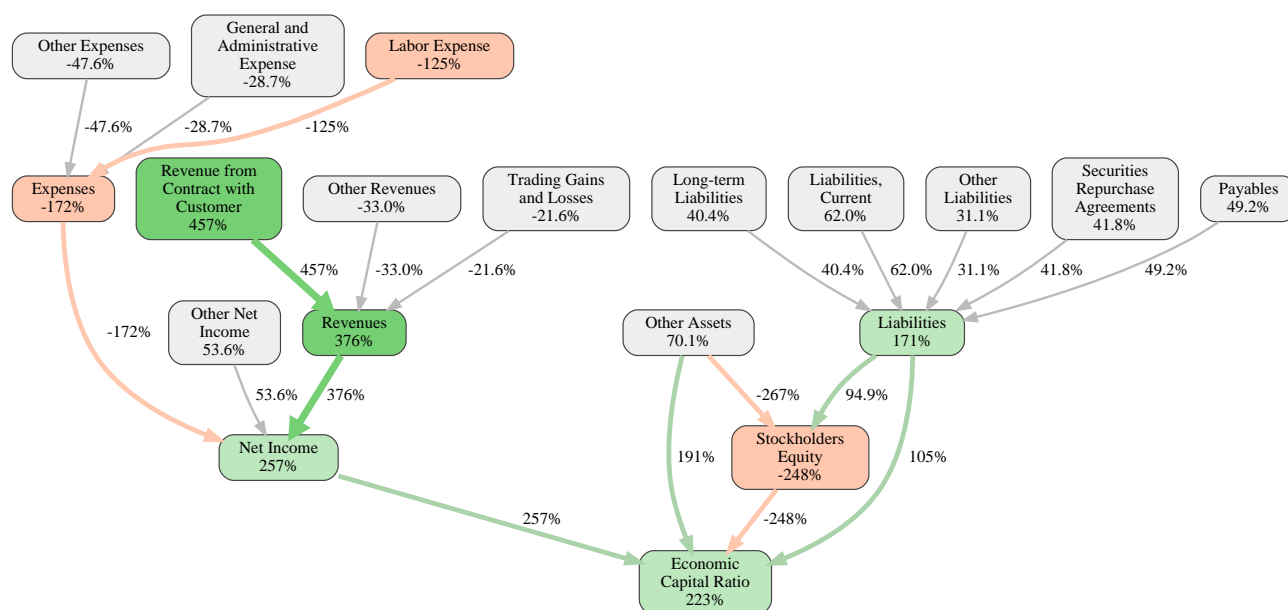 Other Expenses
-47.6%
General and
Administrative
Expense
-28.7%
Labor Expense
-125%
-47.6%
-28.7%
-125%
Expenses
-172%
Revenue from
Contract with
Customer
457%
Other Revenues
-33.0%
Trading Gains
and Losses
-21.6%
Long-term
Liabilities
40.4%
Liabilities,
Current
62.0%
Other
Liabilities
31.1%
Securities
Repurchase
Agreements
41.8%
Payables
49.2%
457%
-33.0%
-21.6%
40.4%
62.0%
31.1%
41.8%
49.2%
-172%
Other Net
Income
53.6%
Revenues
376%
Other Assets
70.1%
Liabilities
171%
53.6%
376%
-267%
94.9%
Net Income
257%
191%
Stockholders
Equity
-248%
105%
257%
-248%
Economic
Capital Ratio
223%